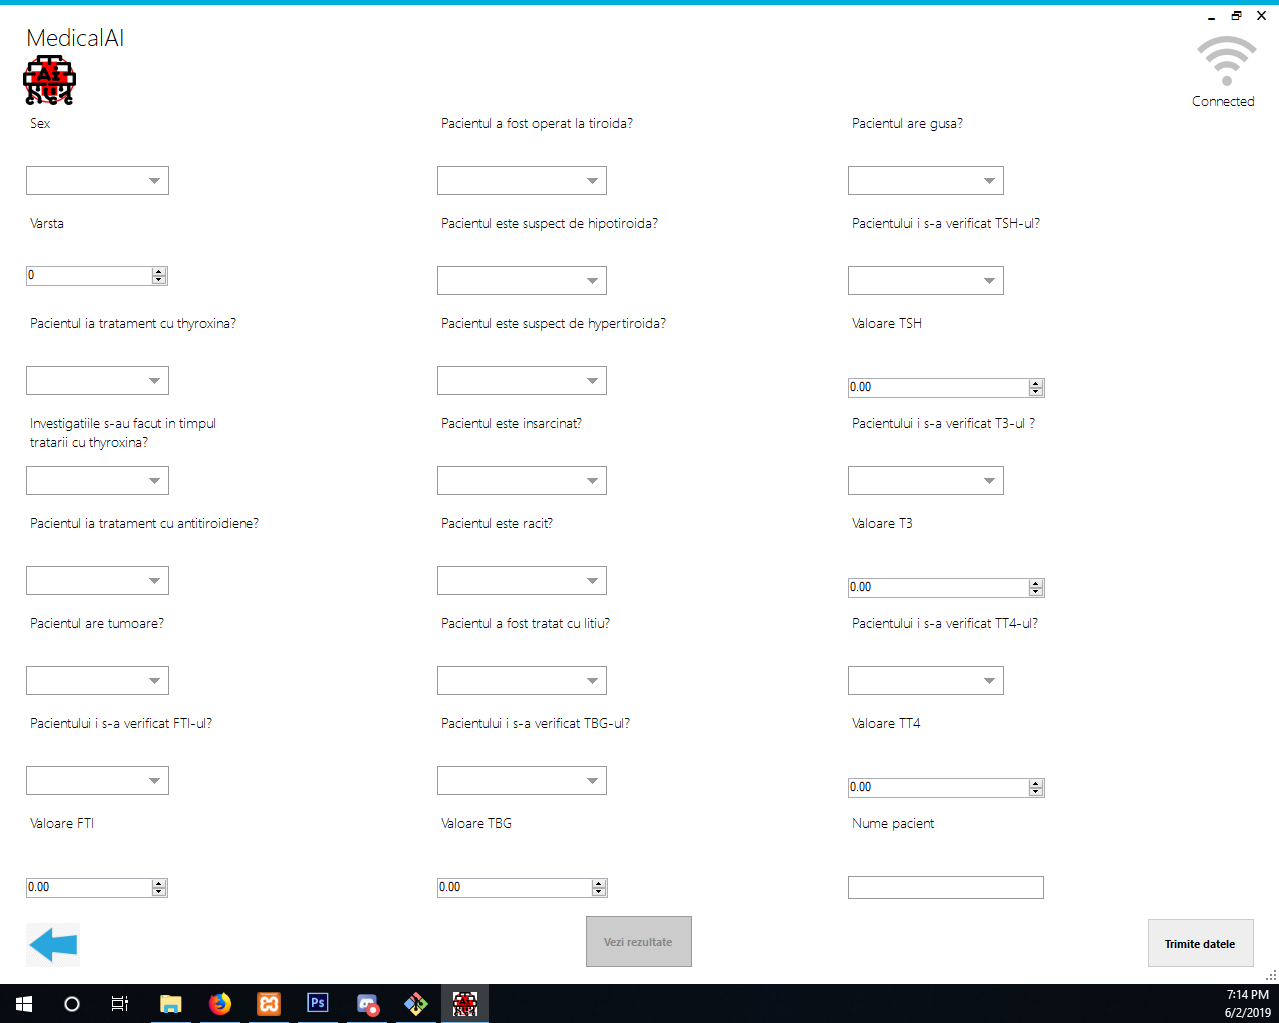 MedicalAI
Ai
Connected
Sex
Pacientul a fost operat la tiroida?
Pacientul are gusa?
Varsta
Pacientul este suspect de hipotiroida?
Pacientului i s-a verificat TSH-ul?
0
Pacientul ia tratament cu thyroxina?
Pacientul este suspect de hypertiroida?
Valoare TSH
0.00
Investigatiile s-au facut in timpul
tratarii cu thyroxina?
Pacientul este insarcinat?
Pacientului i s-a verificat T3-ul ?
Pacientul ia tratament cu antitiroidiene?
Pacientul este racit?
Valoare T3
0.00
Pacientul are tumoare?
Pacientul a fost tratat cu litiu?
Pacientului i s-a verificat TT4-ul?
Pacientului i s-a verificat FTI-ul?
Pacientului i s-a verificat TBG-ul?
Valoare TT4
0.00
Valoare FTI
Valoare TBG
Nume pacient
0.00
0.00
Vezi rezultate
Trimite datele
Ps
7:14 PM
6/2/2019